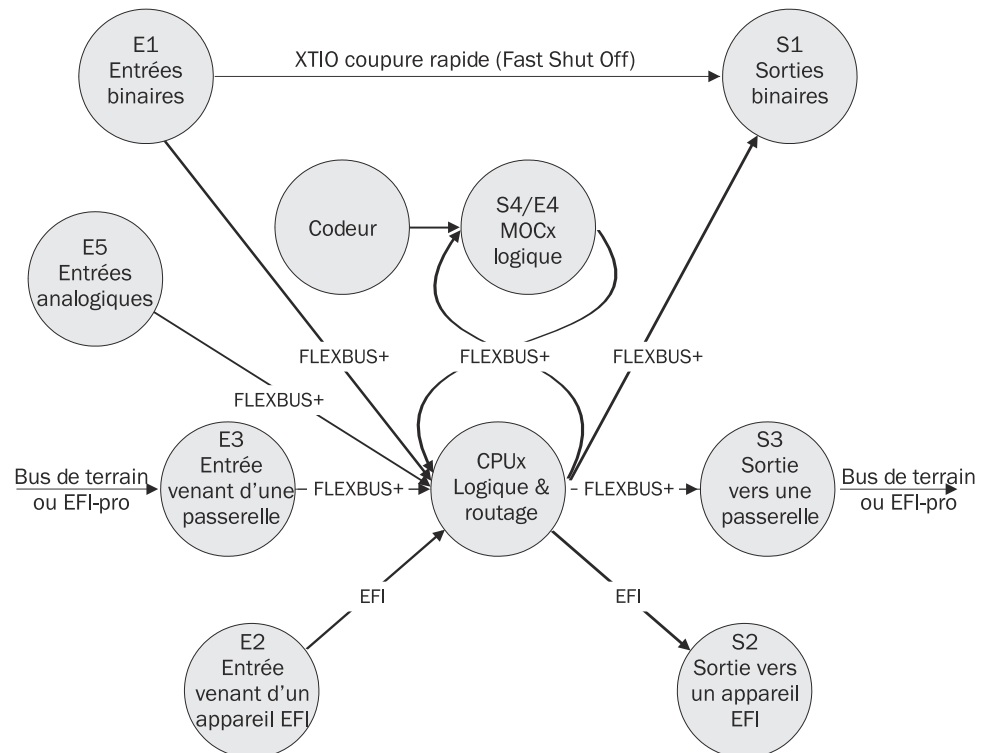 E1
Entrées
binaires
XTIO coupure rapide (Fast Shut Off)
S1
Sorties
binaires
Codeur
S4/E4
MOCx
logique
E5
Entrées
analogiques
FLEXBUS+
FLEXBUS+
FLEXBUS+
FLEXBUS+
Bus de terrain
ou EFI-pro
E3
Entrée
venant d'une
passerelle
FLEXBUS+
CPUx
Logique &
routage
FLEXBUS+
S3
Sortie
vers une
passerelle
Bus de terrain
ou EFI-pro
EFI
EFI
E2
Entrée
venant d'un
appareil EFI
S2
Sortie vers
un appareil
EFI